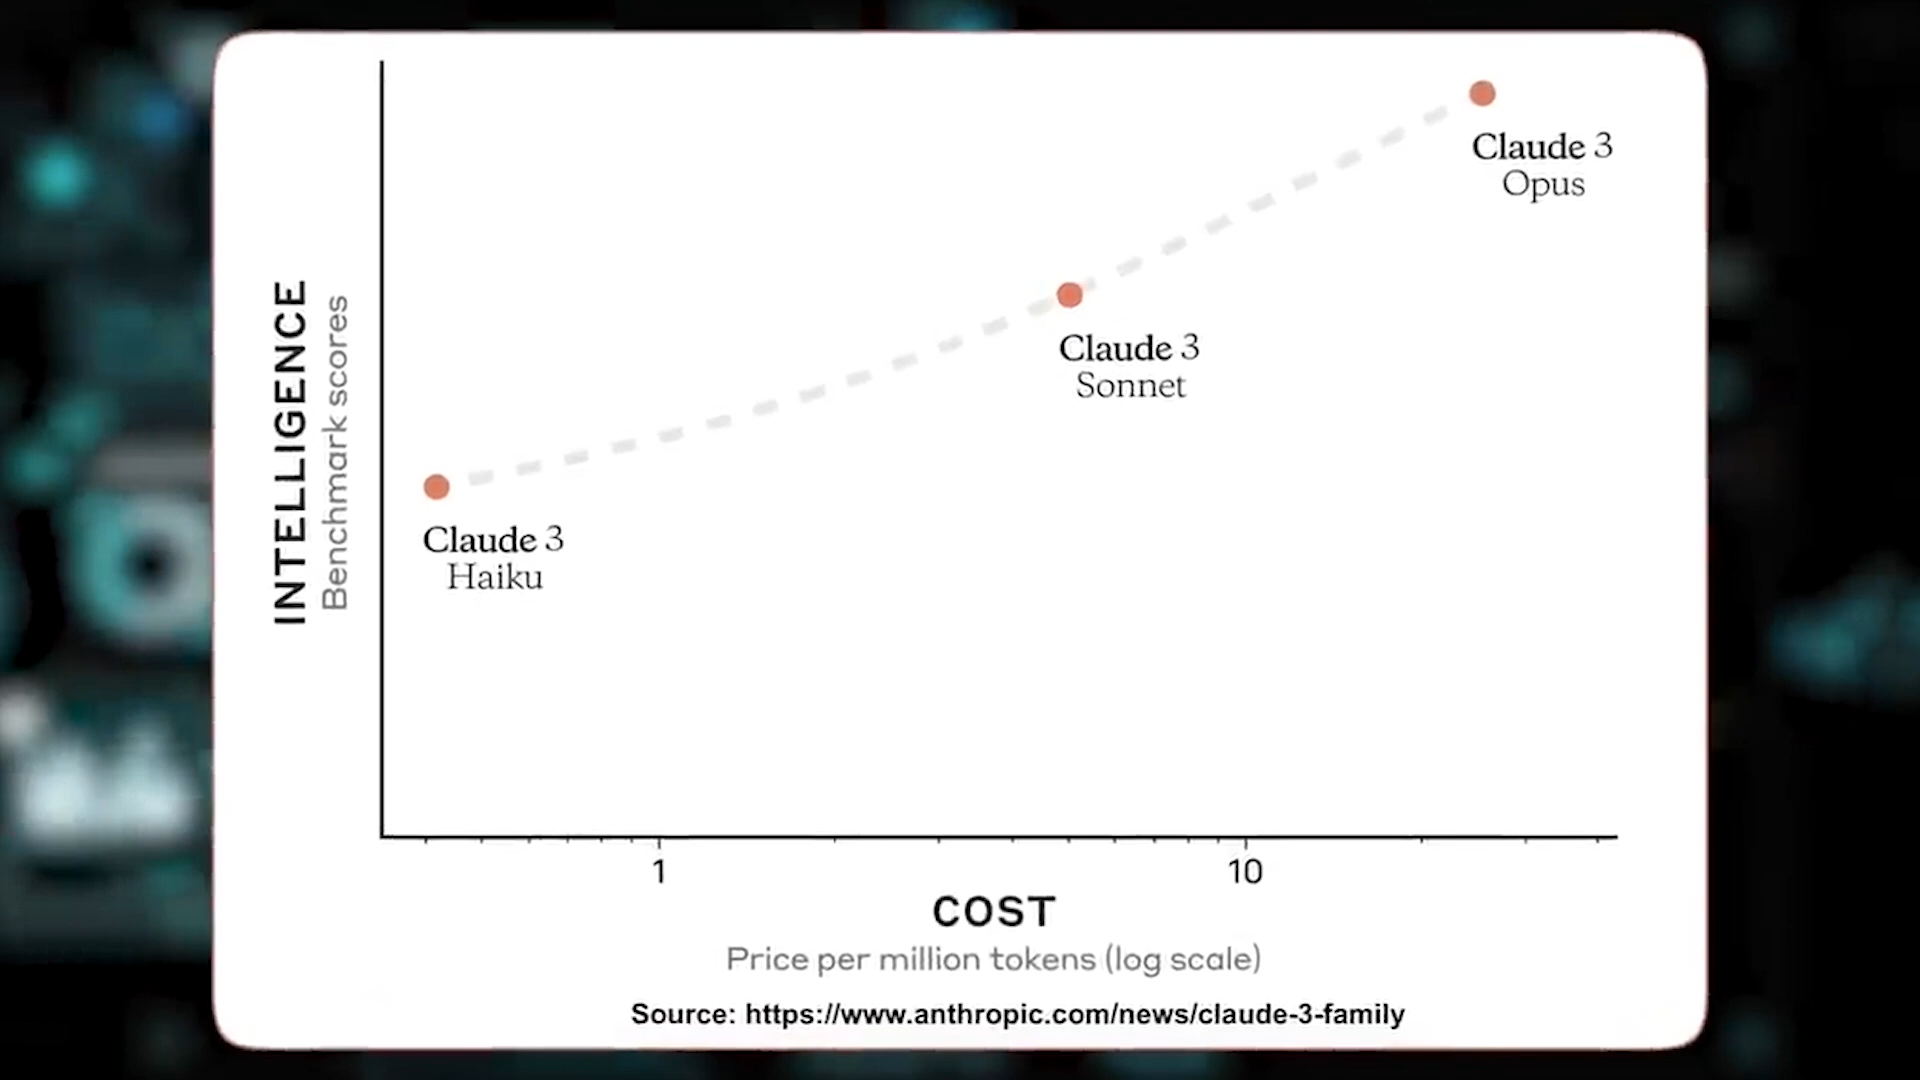 INTELLIGENCE
Benchmark scores
Claude 3
Opus
Claude 3
Sonnet
Claude 3
Haiku
1
10
COST
Price per million tokens (log scale)
Source: https://www.anthropic.com/news/claude-3-family